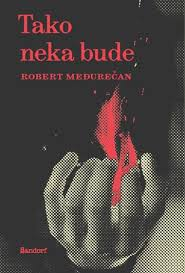 Tako
neka bude
ROBERT MEĐUREČAN
Sandorf